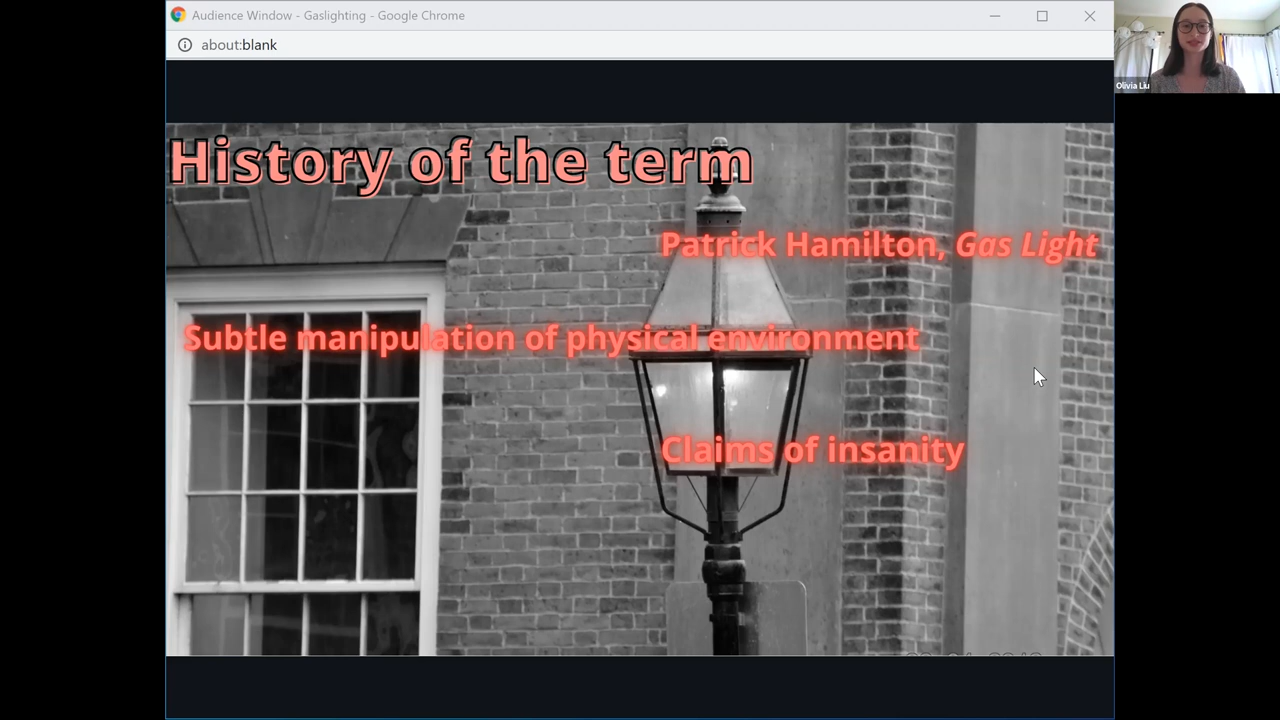 Audience Window - Gaslighting - Google Chrome
about:blank
Olivia Liu
History of the term
Patrick Hamilton, Gas Light
Subtle manipulation of physical environment
Claims of insanity